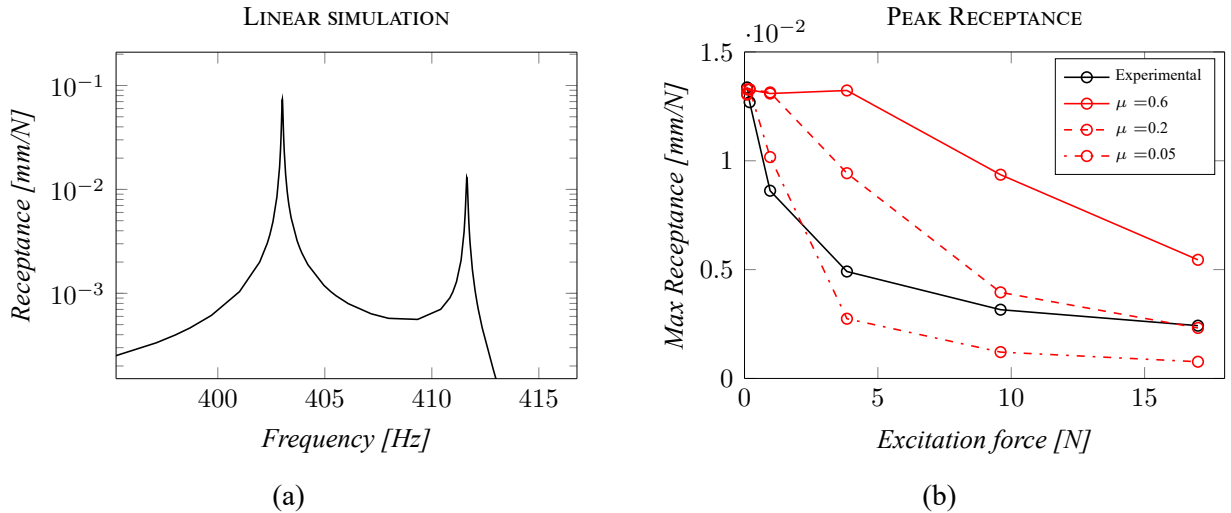 LINEAR SIMULATION
10⁻¹
10⁻²
10⁻³
Receptance [mm/N]
400 405 410 415
Frequency [Hz]
(a)
PEAK RECEPTANCE
·10⁻²
1.5
1
0.5
0
Max Receptance [mm/N]
0 5 10 15
Excitation force [N]
Experimental
μ =0.6
μ =0.2
μ =0.05
(b)